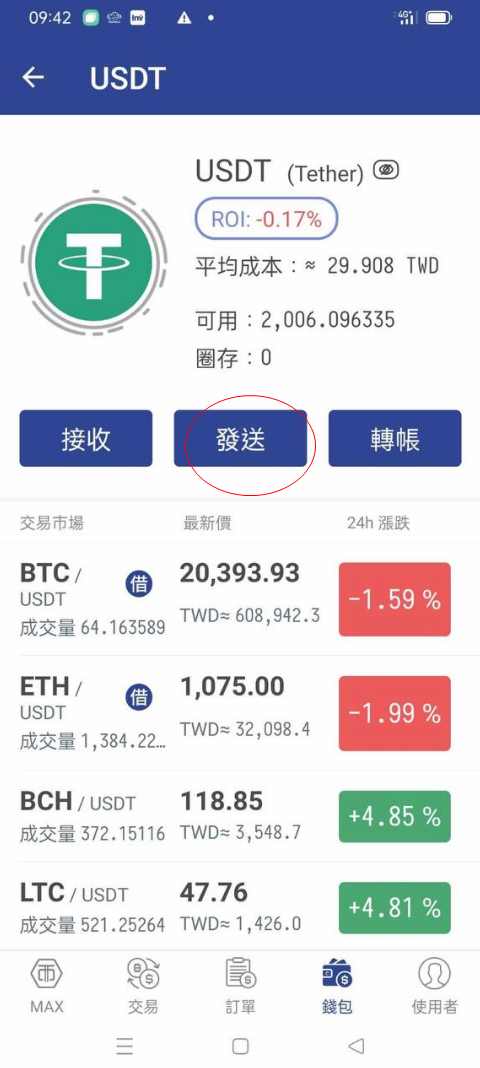 09:42
4G+
USDT
USDT (Tether)
ROI: -0.17%
平均成本：≈ 29.908 TWD
可用：2,006.096335
圈存：0
接收 發送 轉帳
交易市場 最新價 24h 漲跌
BTC / 借 20,393.93 -1.59 %
USDT TWD≈ 608,942.3
成交量 64.163589
ETH / 借 1,075.00 -1.99 %
USDT TWD≈ 32,098.4
成交量 1,384.22…
BCH / USDT 118.85 +4.85 %
成交量 372.15116 TWD≈ 3,548.7
LTC / USDT 47.76 +4.81 %
成交量 521.25264 TWD≈ 1,426.0
MAX 交易 訂單 錢包 使用者